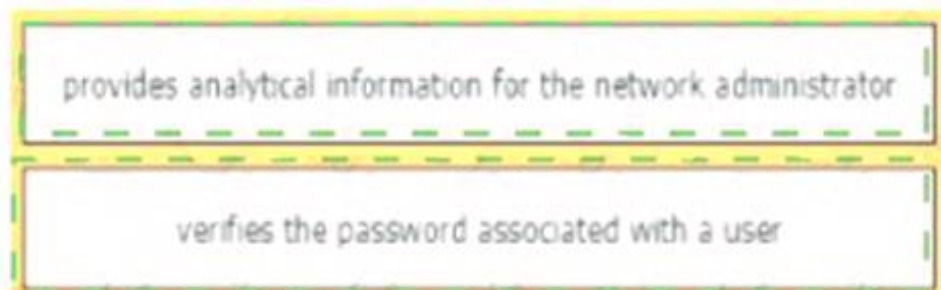 provides analytical information for the network administrator
verifies the password associated with a user